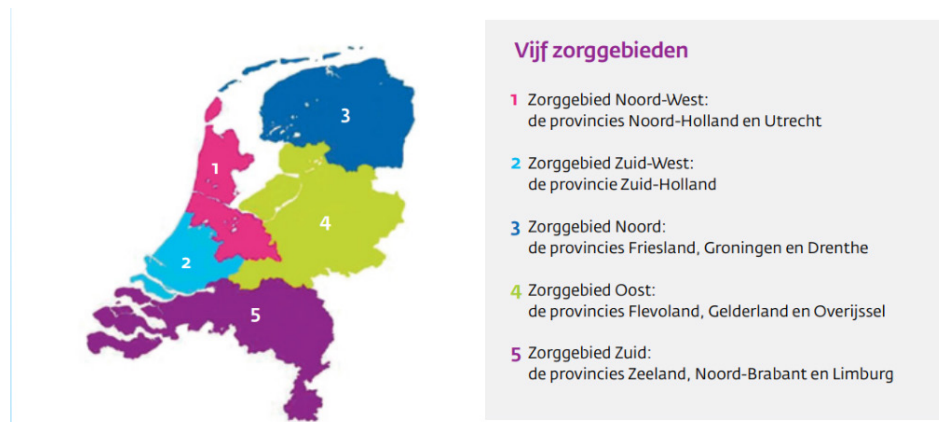 3
1
4
2
5
Vijf zorggebieden
1 Zorggebied Noord-West:
de provincies Noord-Holland en Utrecht
2 Zorggebied Zuid-West:
de provincie Zuid-Holland
3 Zorggebied Noord:
de provincies Friesland, Groningen en Drenthe
4 Zorggebied Oost:
de provincies Flevoland, Gelderland en Overijssel
5 Zorggebied Zuid:
de provincies Zeeland, Noord-Brabant en Limburg